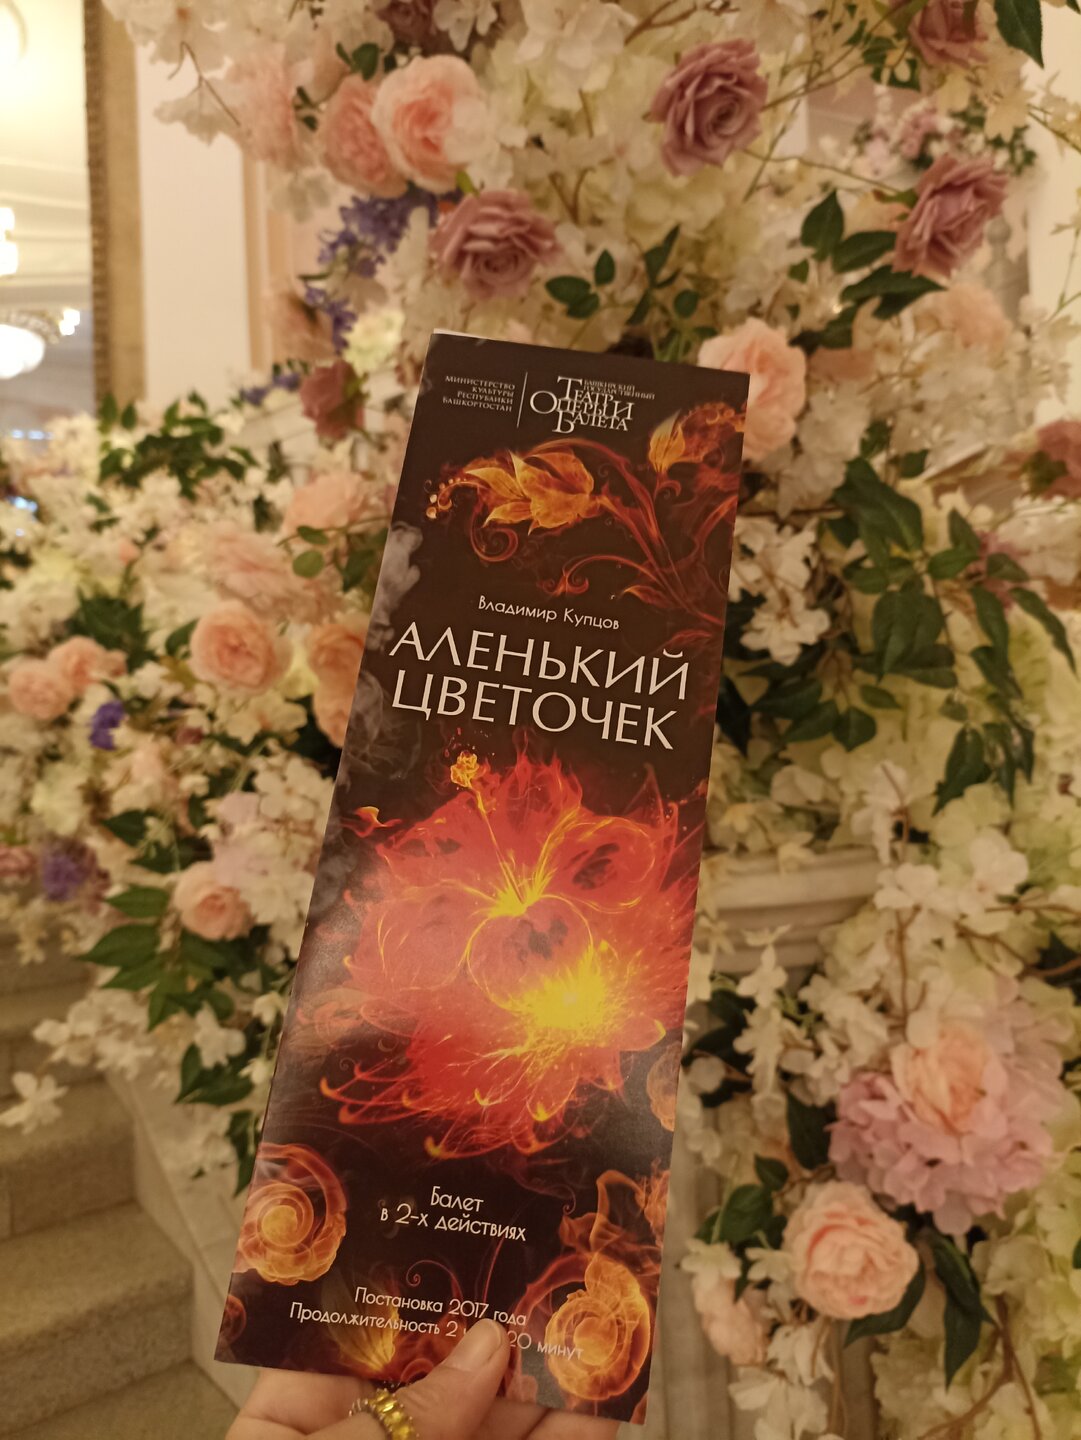 МИНИСТЕРСТВО
КУЛЬТУРЫ
РЕСПУБЛИКИ
БАШКОРТОСТАН
БАШКИРСКИЙ
ГОСУДАРСТВЕННЫЙ
ТЕАТР
ОПЕРЫ И
БАЛЕТА
Владимир Купцов
АЛЕНЬКИЙ
ЦВЕТОЧЕК
Балет
в 2-х действиях
Постановка 2017 года
Продолжительность 2 20 минут